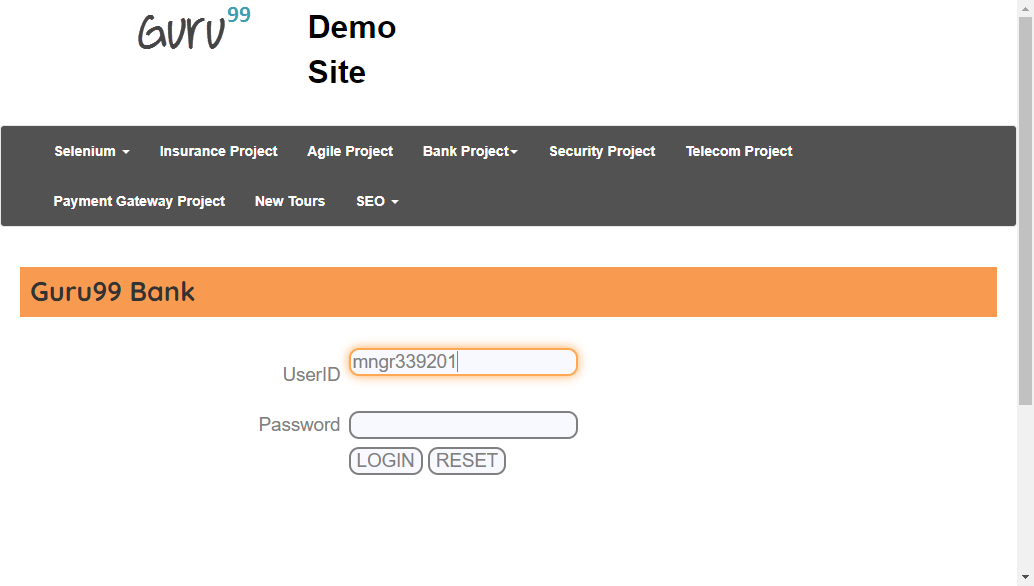 Guru99
Demo
Site
Selenium Insurance Project Agile Project Bank Project Security Project Telecom Project
Payment Gateway Project New Tours SEO
Guru99 Bank
UserID mngr339201
Password
LOGIN RESET